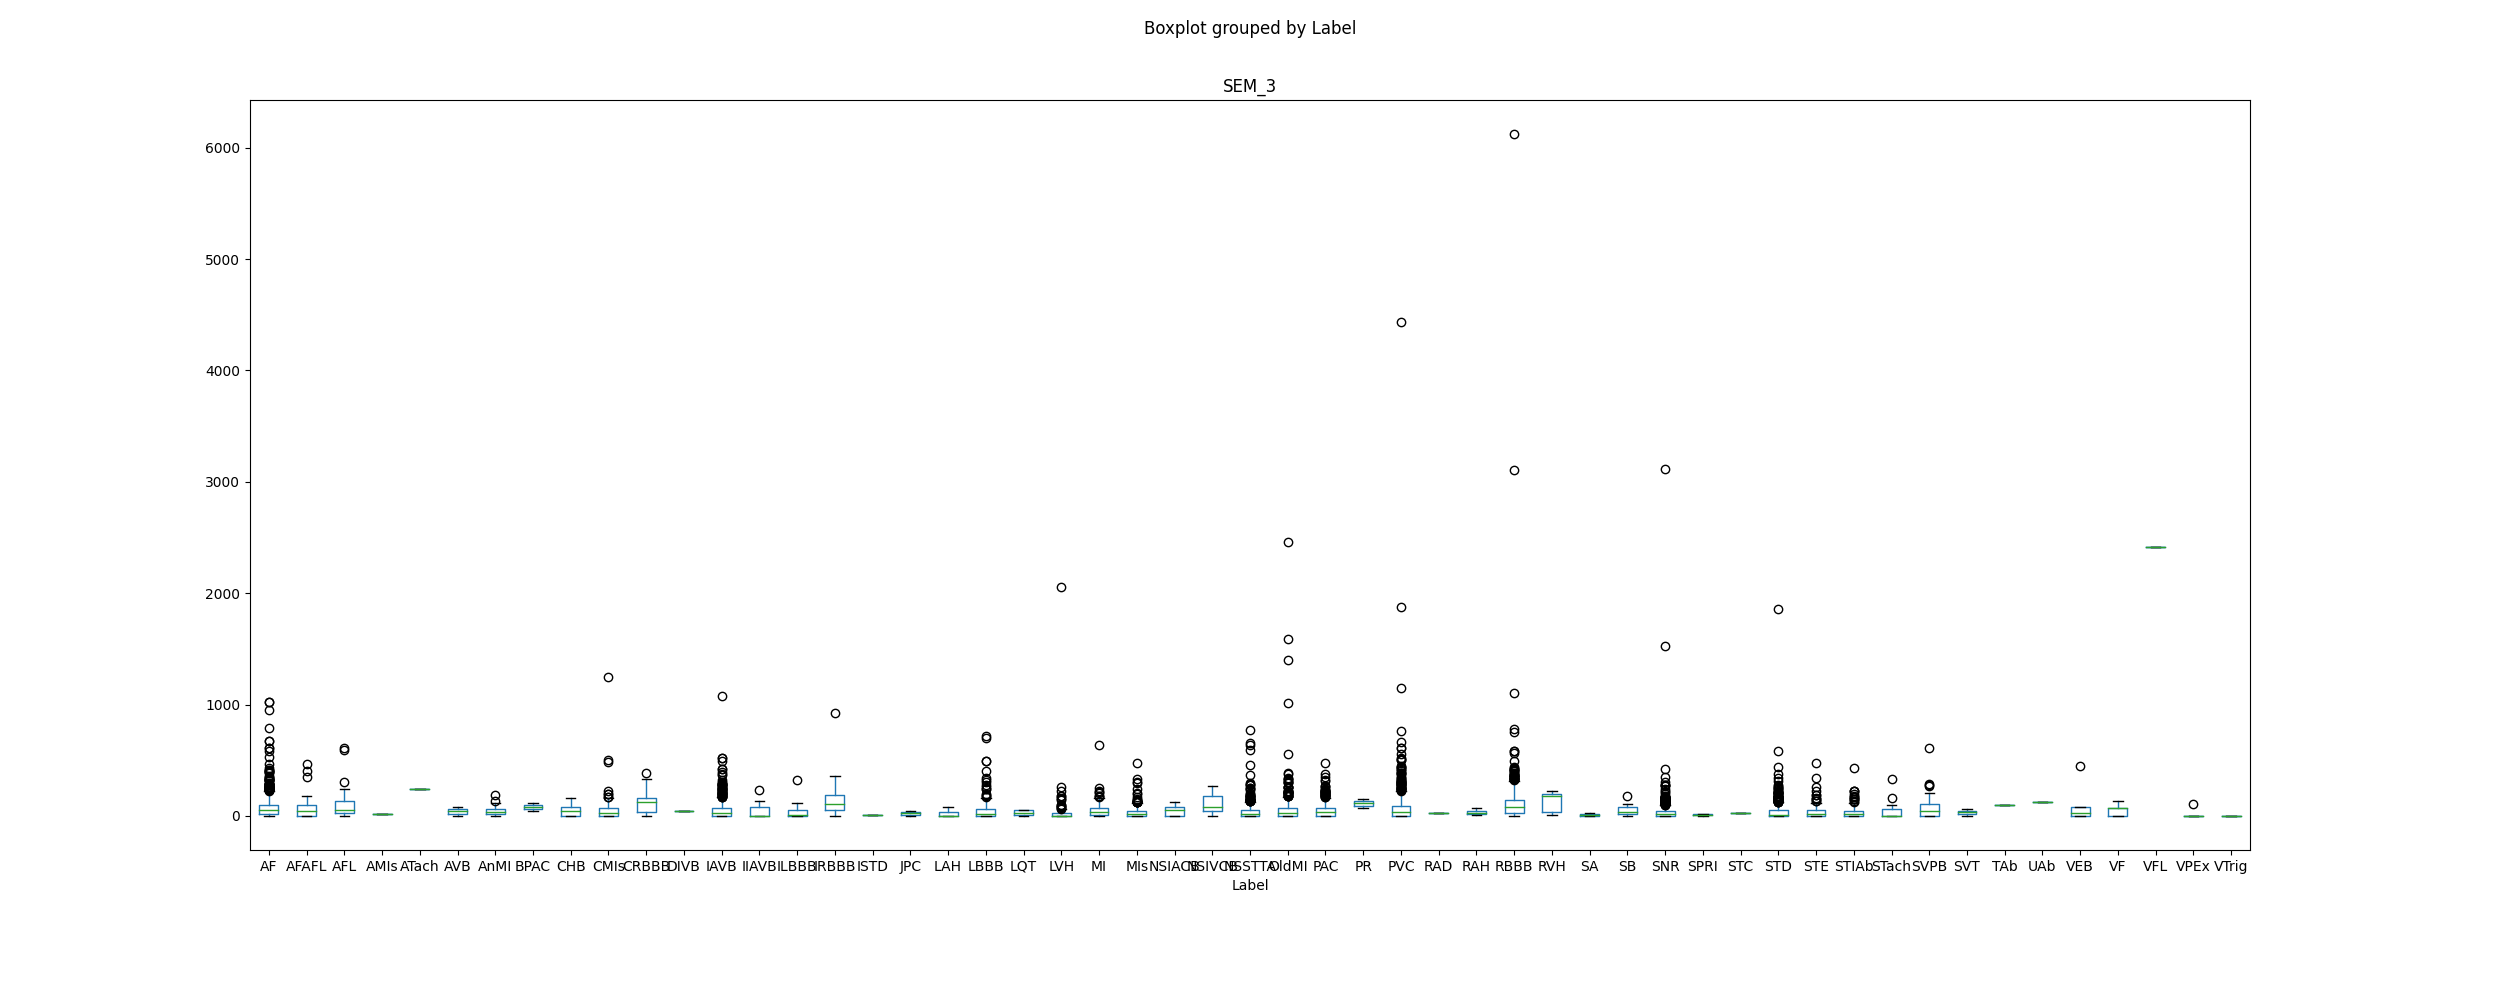 Boxplot grouped by Label
SEM_3
6000
5000
4000
3000
2000
1000
0
AF AFAFL AFL AMIs ATach AVB AnMI BPAC CHB CMIs CRBBB DIVB IAVB IIAVB ILBBB IRBBB ISTD JPC LAH LBBB LQT LVH MI MIs NSIACB NSIVCB NSSTTA OldMI PAC PR PVC RAD RAH RBBB RVH SA SB SNR SPRI STC STD STE STIAb STach SVPB SVT TAb UAb VEB VF VFL VPEx VTrig
Label